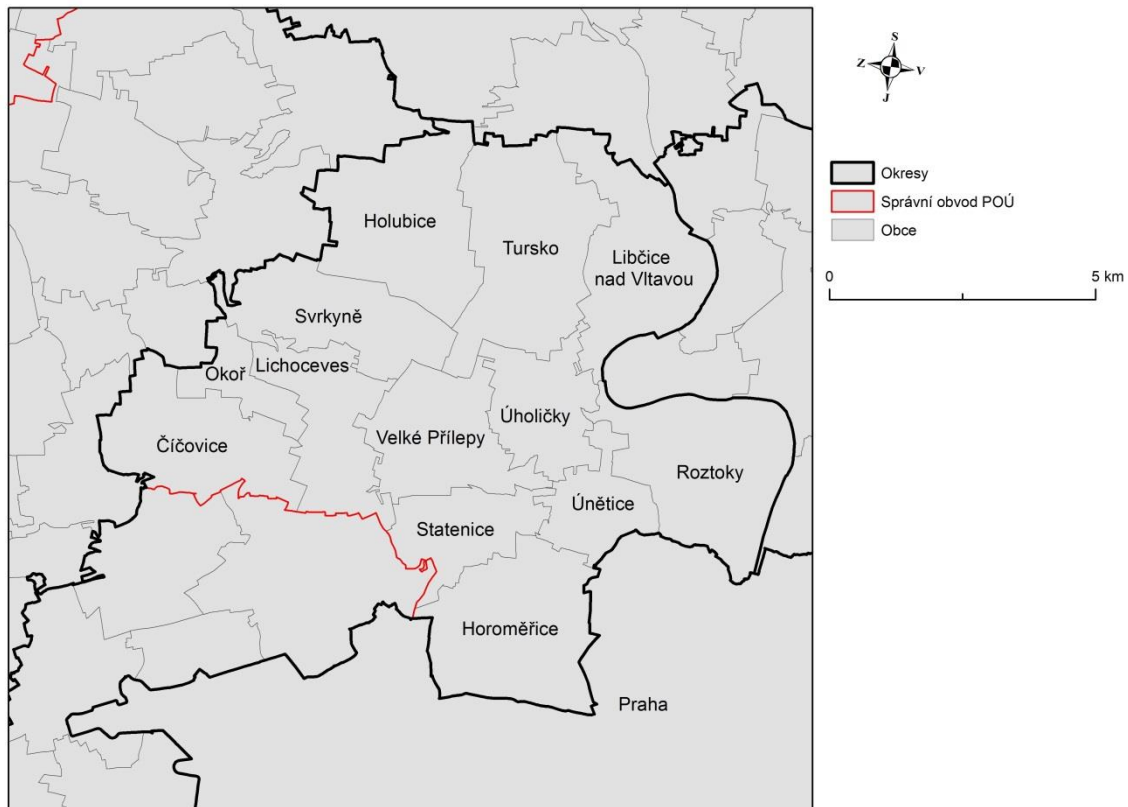 S
Z
V
J
Okresy
Správní obvod POÚ
Obce
0
5 km
Holubice
Tursko
Libčice
nad Vltavou
Svrkyně
Lichoceves
Okoř
Úholičky
Velké Přílepy
Číčovice
Roztoky
Únětice
Statenice
Horoměřice
Praha